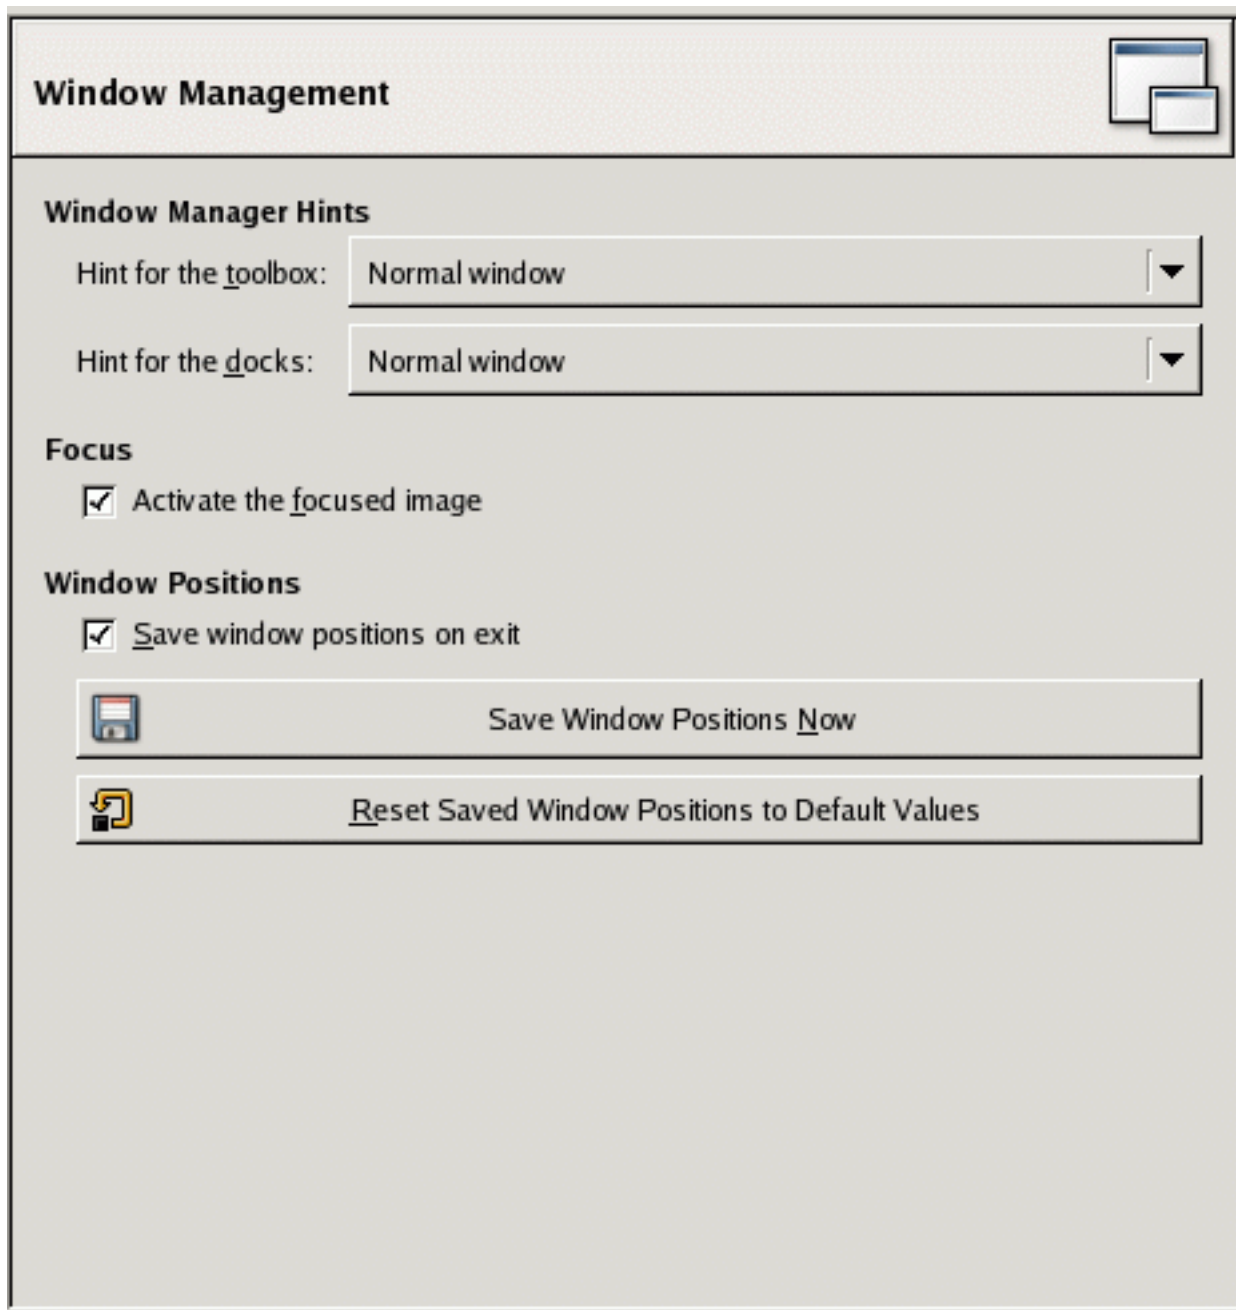 Window Management
Window Manager Hints
Hint for the toolbox: Normal window
Hint for the docks: Normal window
Focus
Activate the focused image
Window Positions
Save window positions on exit
Save Window Positions Now
Reset Saved Window Positions to Default Values